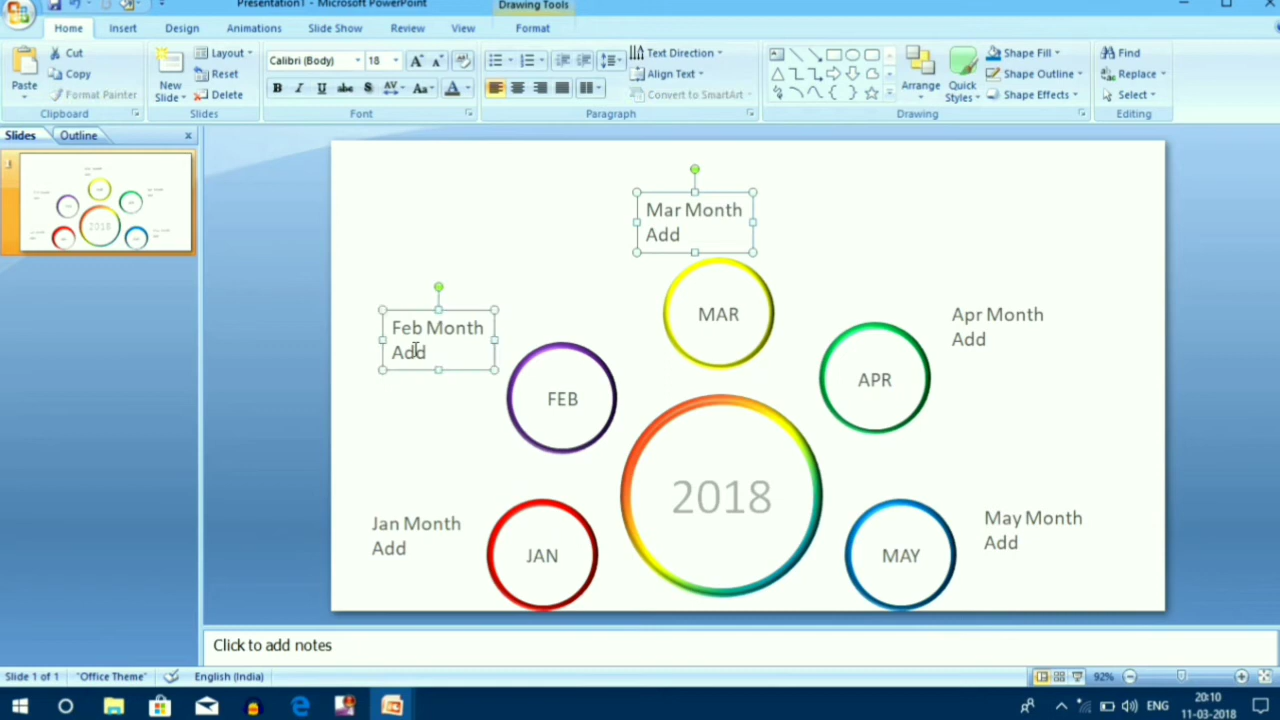 Presentation1 - Microsoft PowerPoint
Drawing Tools
Home
Insert
Design
Animations
Slide Show
Review
View
Format
Paste
Cut
Copy
Format Painter
Clipboard
New
Slide
Layout
Reset
Delete
Slides
Calibri (Body)
18
B I U abc S AV Aa A
Font
Text Direction
Align Text
Convert to SmartArt
Paragraph
Arrange
Quick
Styles
Shape Fill
Shape Outline
Shape Effects
Drawing
Find
Replace
Select
Editing
Slides
Outline
Mar Month
Add
MAR
Feb Month
Add
FEB
Apr Month
Add
APR
2018
Jan Month
Add
JAN
May Month
Add
MAY
Click to add notes
Slide 1 of 1
"Office Theme"
English (India)
92%
ENG
20:10
11-03-2018